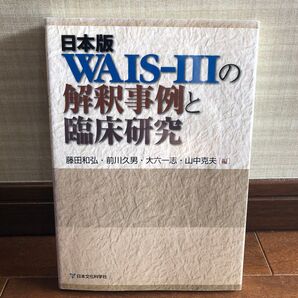 日本版
WAIS-IIIの
解釈事例と
臨床研究
藤田和弘・前川久男・大六一志・山中克夫[編]
日本文化科学社